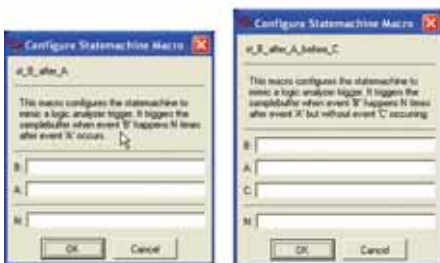 Configure Statemachine Macro
st_B_after_A
This macro configures the statemachine to
mimic a logic analyzer trigger. It triggers the
samplebuffer when event 'B' happens N times
after event 'A' occurs.
B:
A:
N:
OK
Cancel
Configure Statemachine Macro
st_B_after_A_before_C
This macro configures the statemachine to
mimic a logic analyzer trigger. It triggers the
samplebuffer when event 'B' happens N times
after event 'A' but without event 'C' occuring.
B:
A:
C:
N:
OK
Cancel